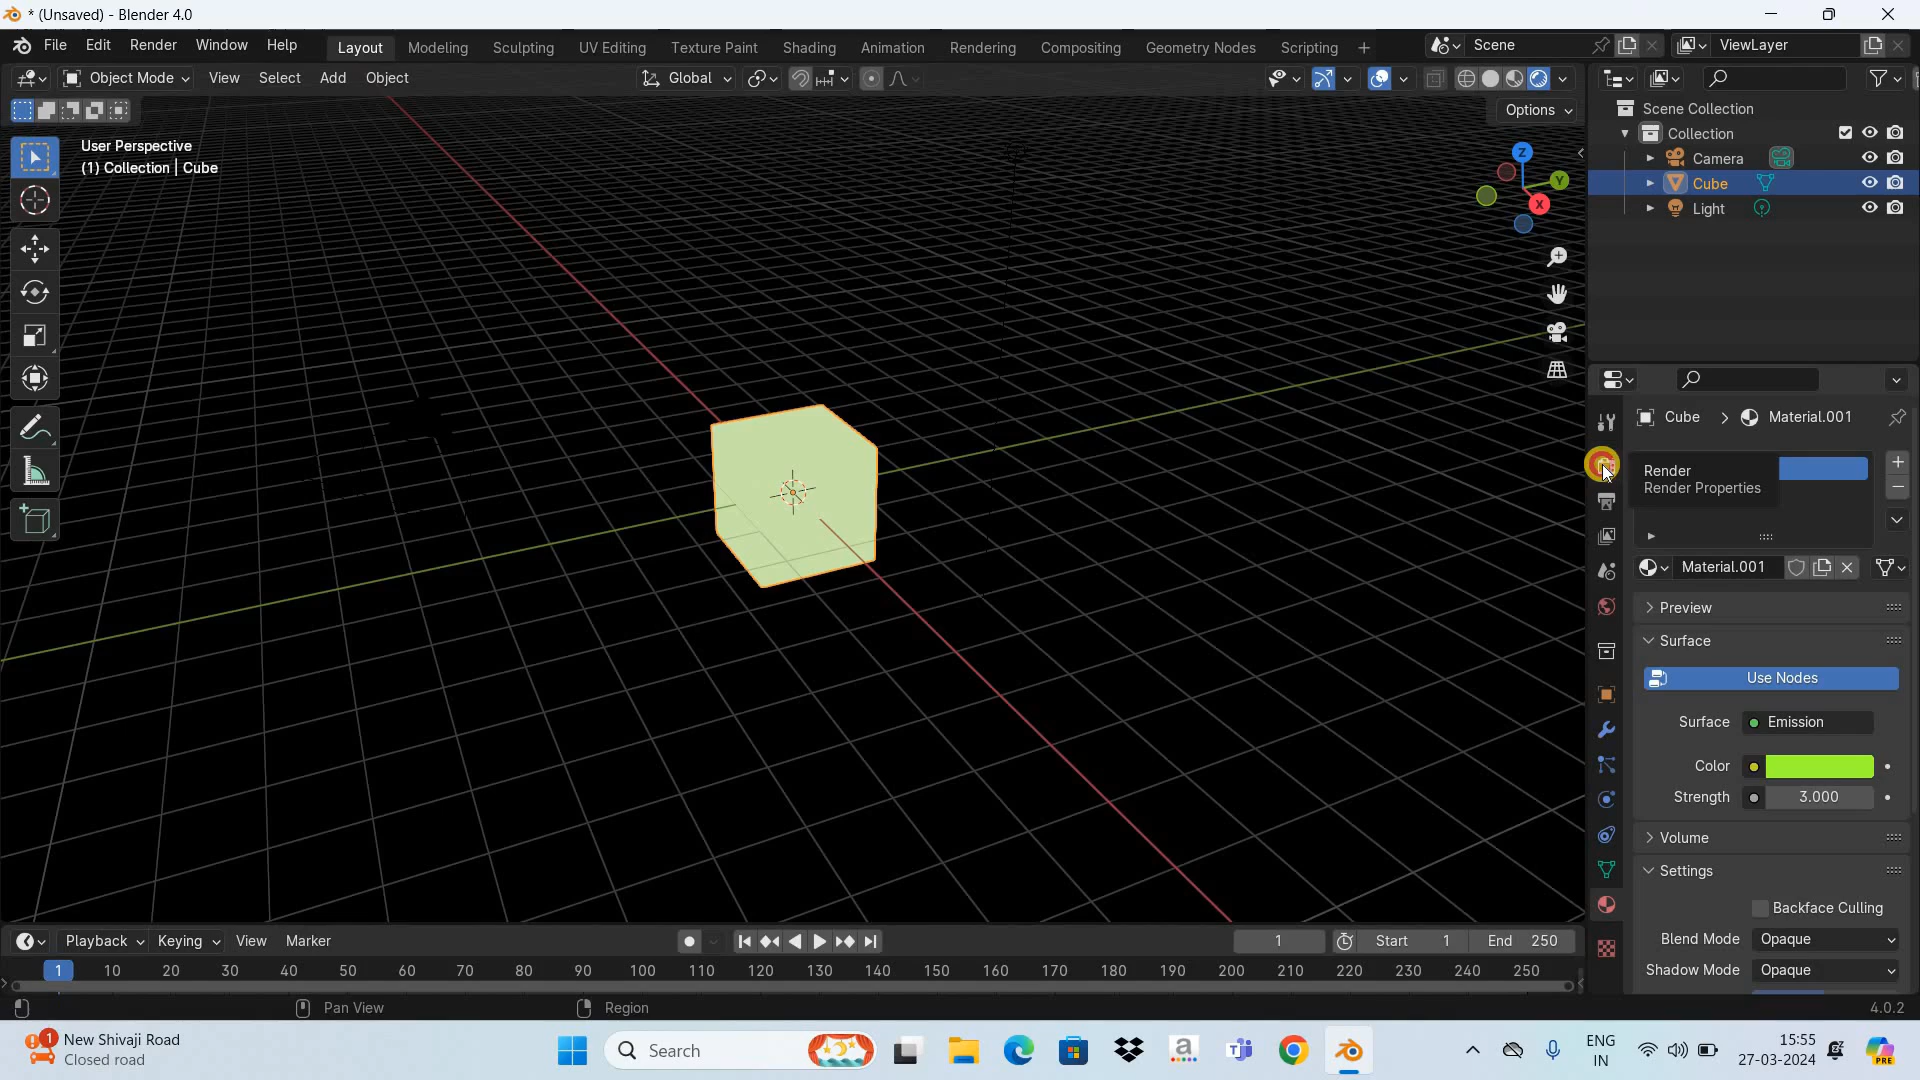 * (Unsaved) - Blender 4.0
File Edit Render Window Help Layout Modeling Sculpting UV Editing Texture Paint Shading Animation Rendering Compositing Geometry Nodes Scripting + Scene ViewLayer
Object Mode View Select Add Object Global
Options
User Perspective
(1) Collection | Cube
Z
Y
X
Scene Collection
Collection
Camera
Cube
Light
Cube > Material.001
Render
Render Properties
Material.001
Preview
Surface
Use Nodes
Surface Emission
Color
Strength 3.000
Volume
Settings
Backface Culling
Blend Mode Opaque
Shadow Mode Opaque
Playback Keying View Marker 1 Start 1 End 250
1 10 20 30 40 50 60 70 80 90 100 110 120 130 140 150 160 170 180 190 200 210 220 230 240 250
Pan View Region 4.0.2
1 New Shivaji Road
Closed road
Search
a
T
ENG
IN
15:55
27-03-2024
PRE